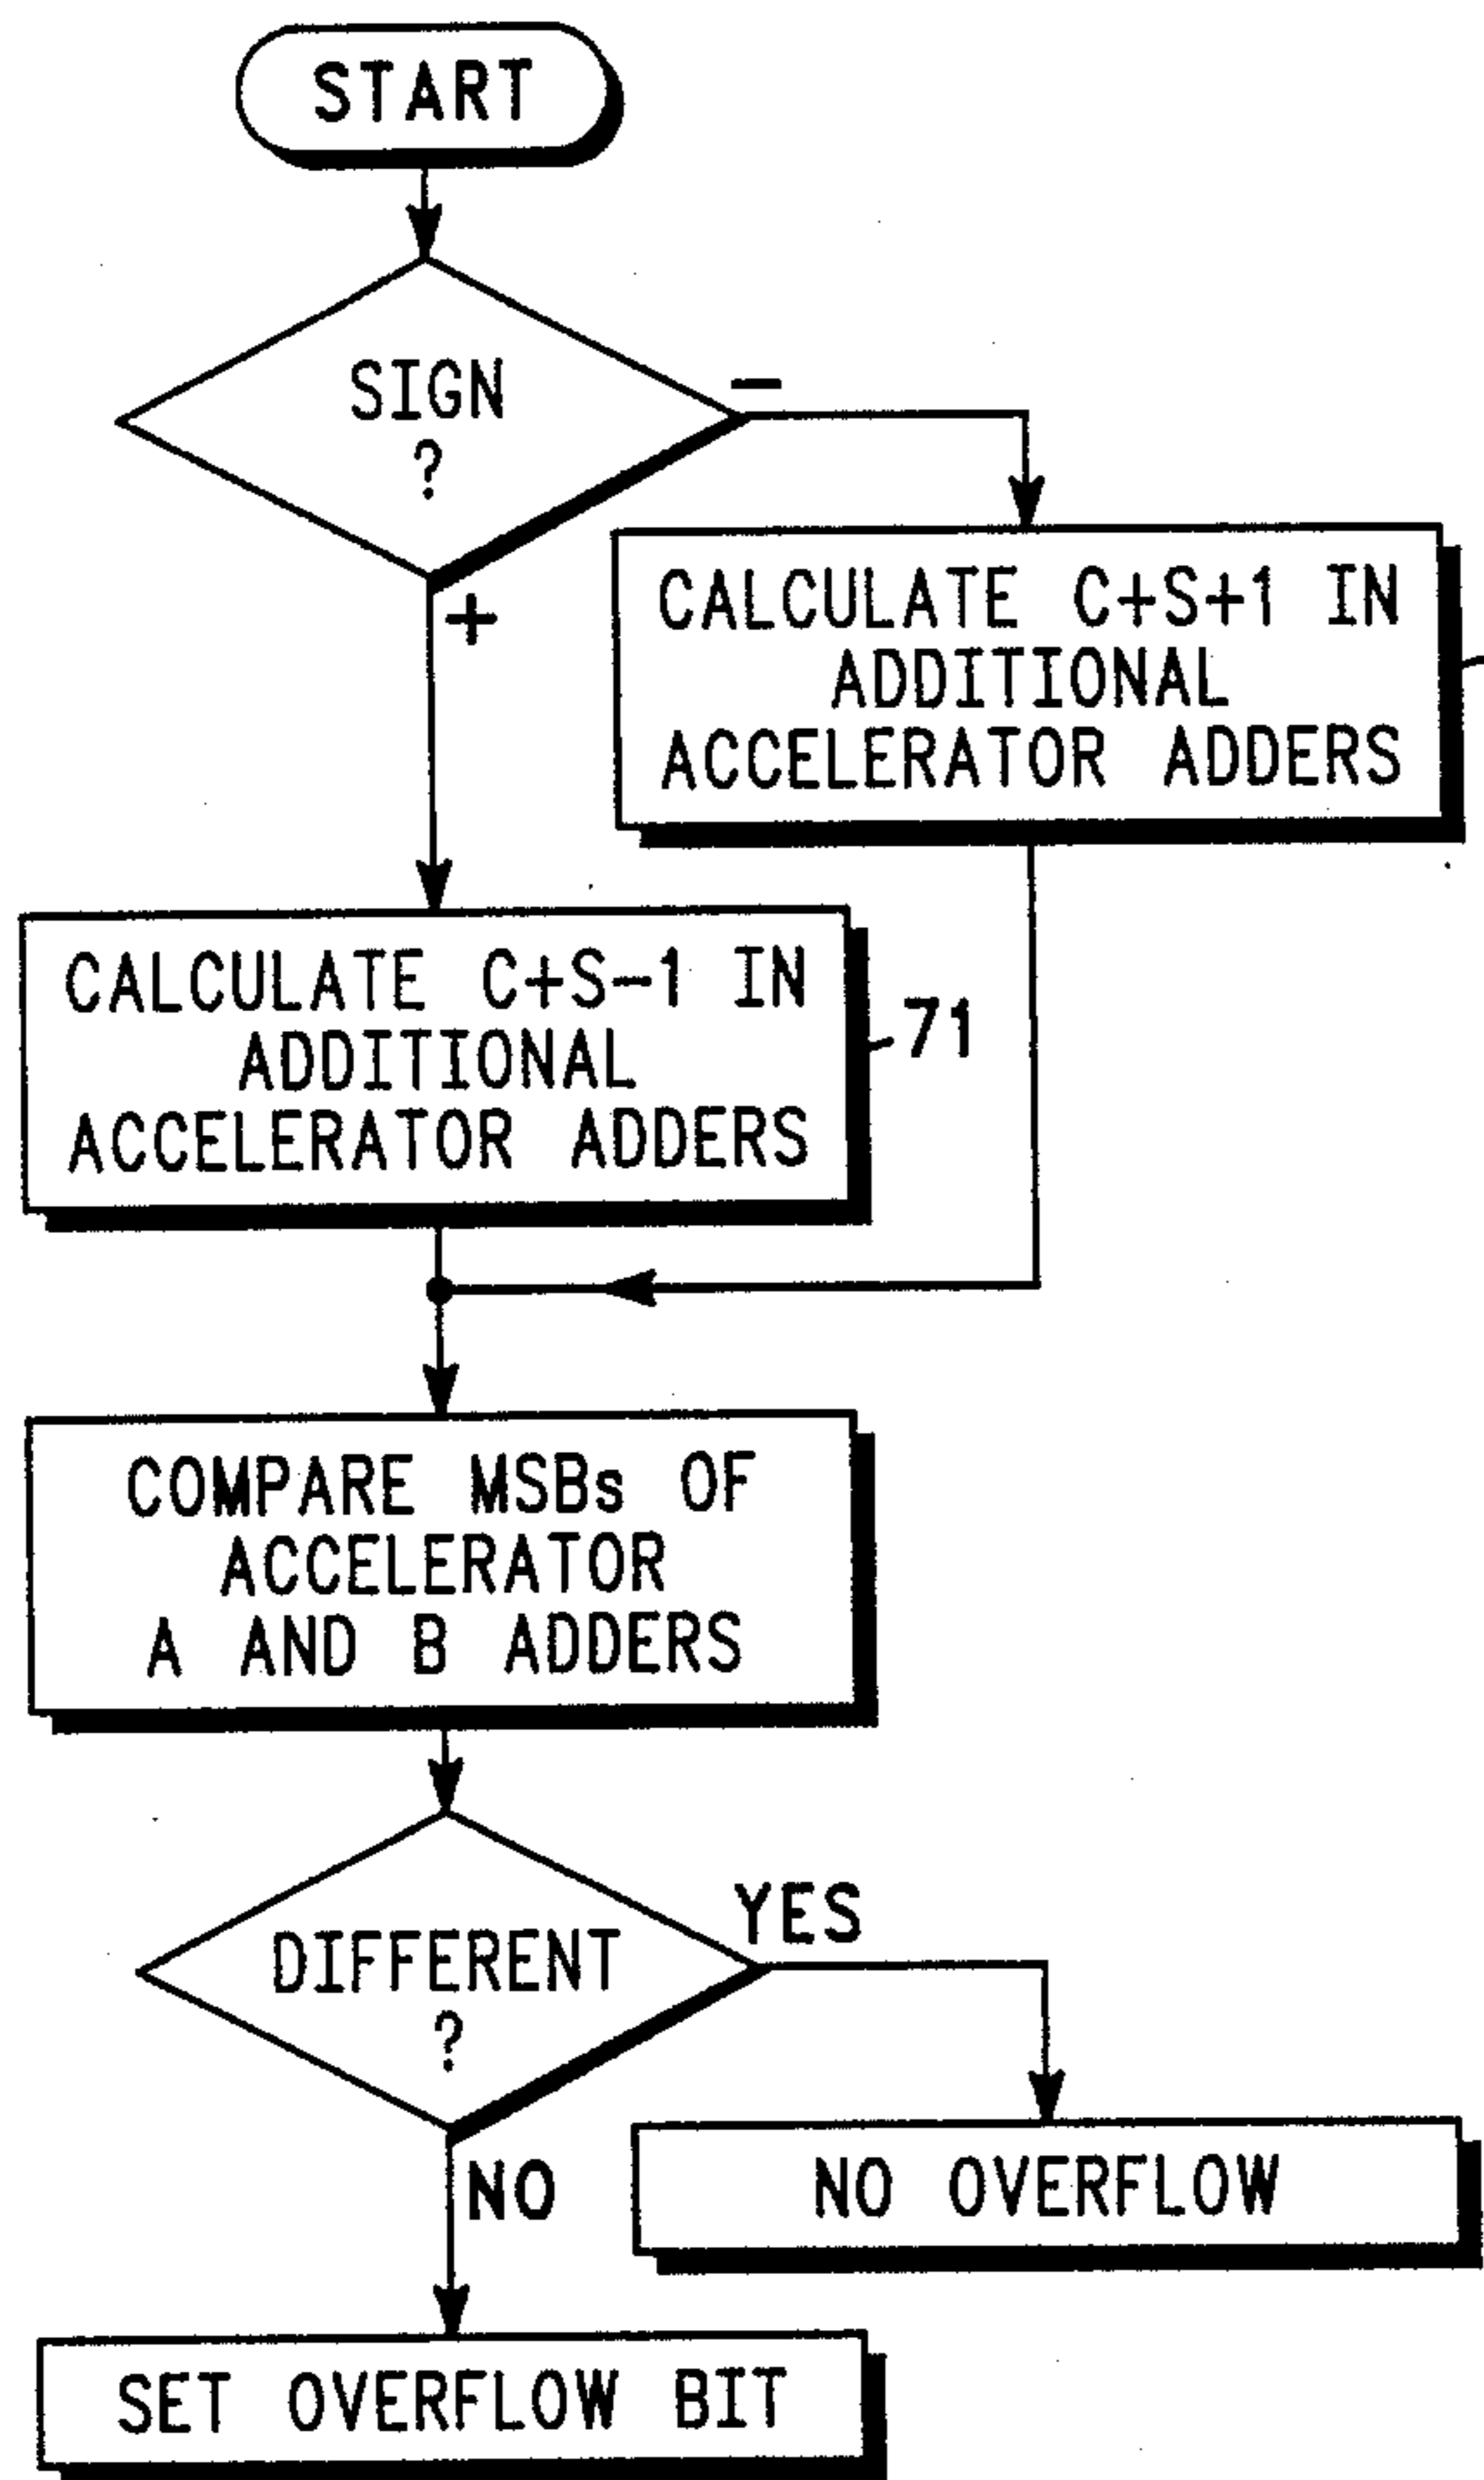 START
SIGN
?
−
+
CALCULATE C+S+1 IN
ADDITIONAL
ACCELERATOR ADDERS
CALCULATE C+S−1 IN
ADDITIONAL
ACCELERATOR ADDERS
71
COMPARE MSBs OF
ACCELERATOR
A AND B ADDERS
DIFFERENT
?
YES
NO
NO OVERFLOW
SET OVERFLOW BIT